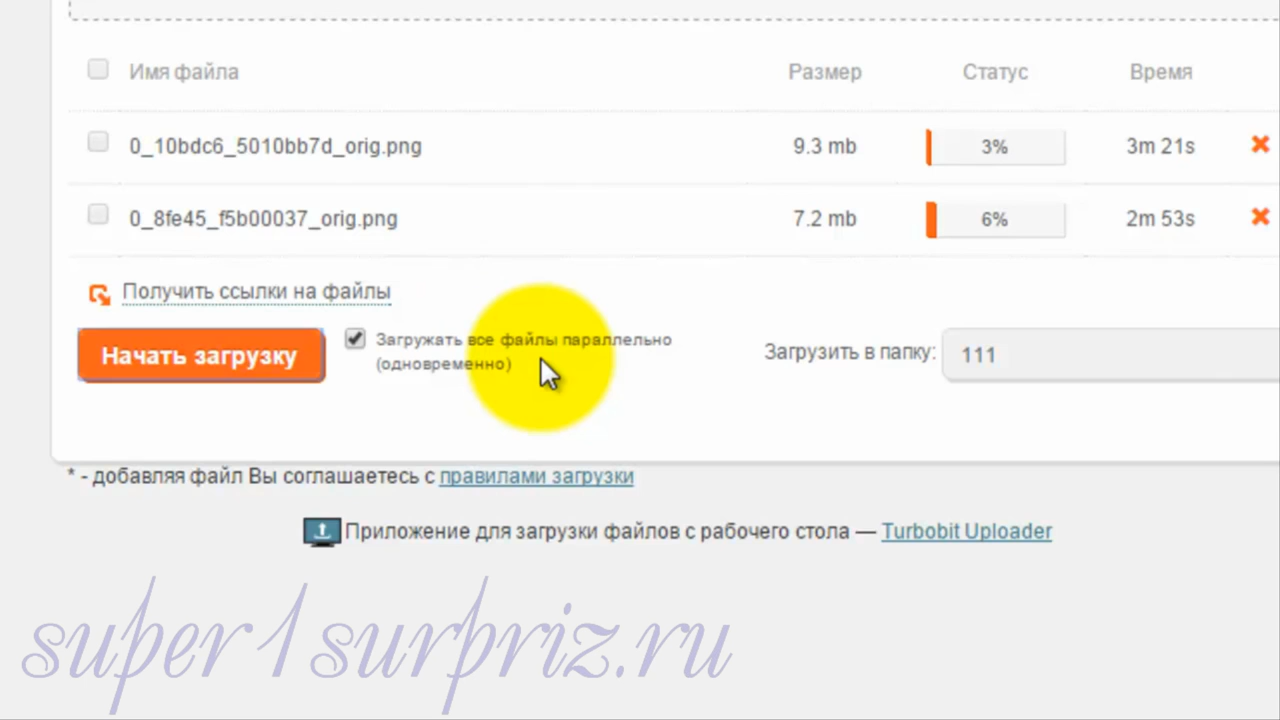 Имя файла Размер Статус Время
0_10bdc6_5010bb7d_orig.png 9.3 mb 3% 3m 21s
0_8fe45_f5b00037_orig.png 7.2 mb 6% 2m 53s
Получить ссылки на файлы
Начать загрузку
Загружать все файлы параллельно
(одновременно)
Загрузить в папку: 111
* - добавляя файл Вы соглашаетесь с правилами загрузки
Приложение для загрузки файлов с рабочего стола — Turbobit Uploader
super1surpriz.ru